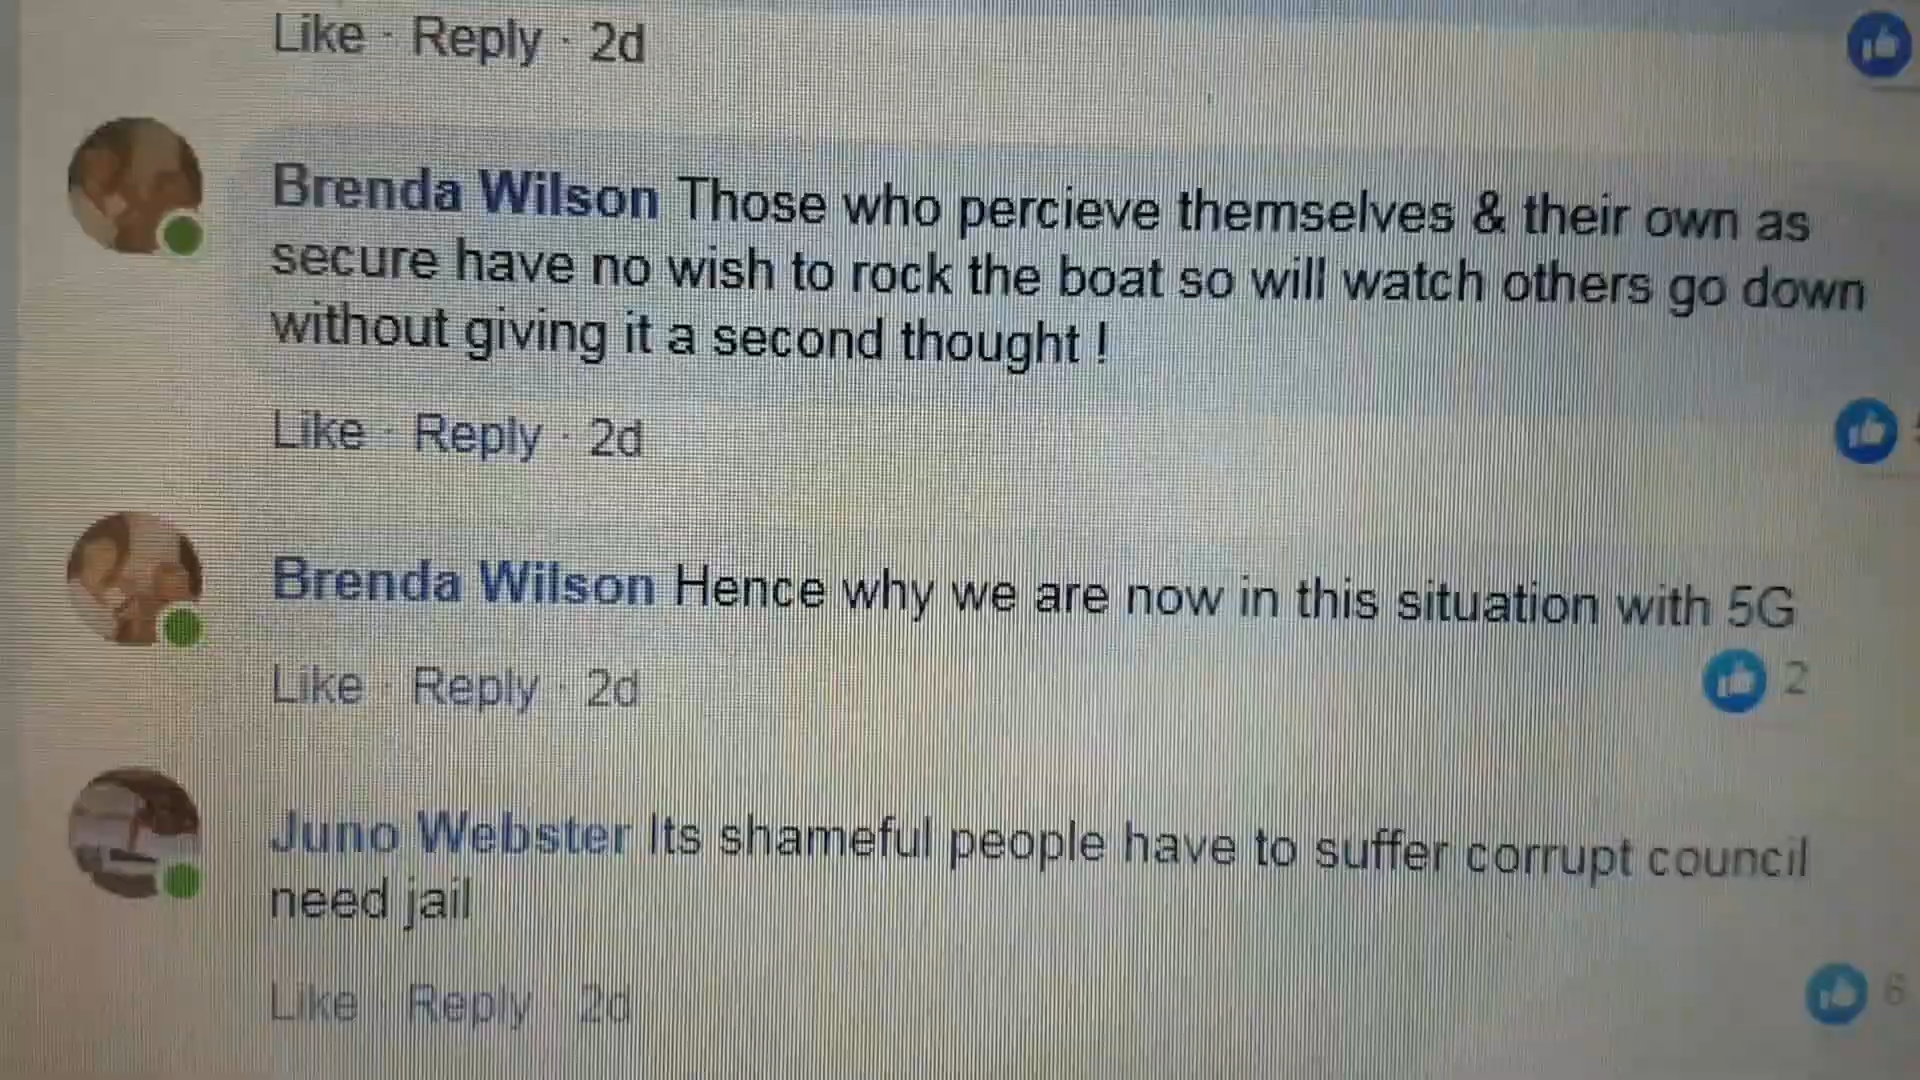 Like · Reply · 2d
Brenda Wilson Those who percieve themselves & their own as
secure have no wish to rock the boat so will watch others go down
without giving it a second thought !
Like · Reply · 2d
Brenda Wilson Hence why we are now in this situation with 5G
2
Like · Reply · 2d
Juno Webster Its shameful people have to suffer corrupt council
need jail
Like · Reply · 2d
6